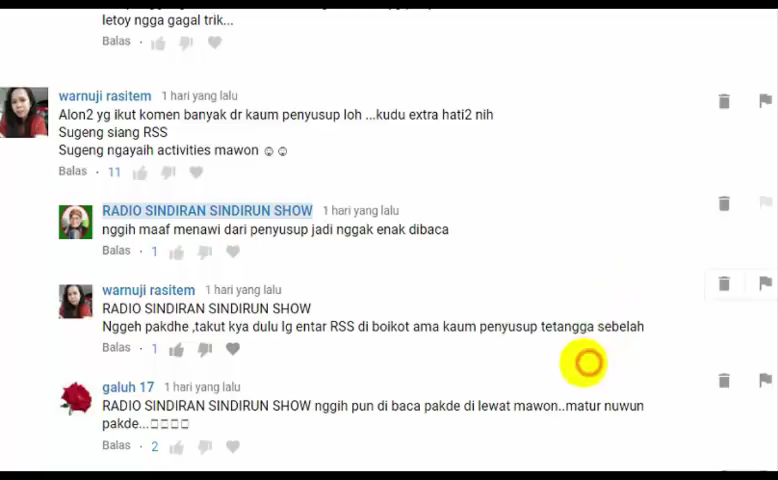 letoy ngga gagal trik...
Balas
warnuji rasitem 1 hari yang lalu
Alon2 yg ikut komen banyak dr kaum penyusup loh ...kudu extra hati2 nih
Sugeng siang RSS
Sugeng ngayaih activities mawon ☺☺
Balas · 11
RADIO SINDIRAN SINDIRUN SHOW 1 hari yang lalu
nggih maaf menawi dari penyusup jadi nggak enak dibaca
Balas · 1
warnuji rasitem 1 hari yang lalu
RADIO SINDIRAN SINDIRUN SHOW
Nggeh pakdhe ,takut kya dulu lg entar RSS di boikot ama kaum penyusup tetangga sebelah
Balas · 1
galuh 17 1 hari yang lalu
RADIO SINDIRAN SINDIRUN SHOW nggih pun di baca pakde di lewat mawon..matur nuwun
pakde...▯▯▯▯
Balas · 2